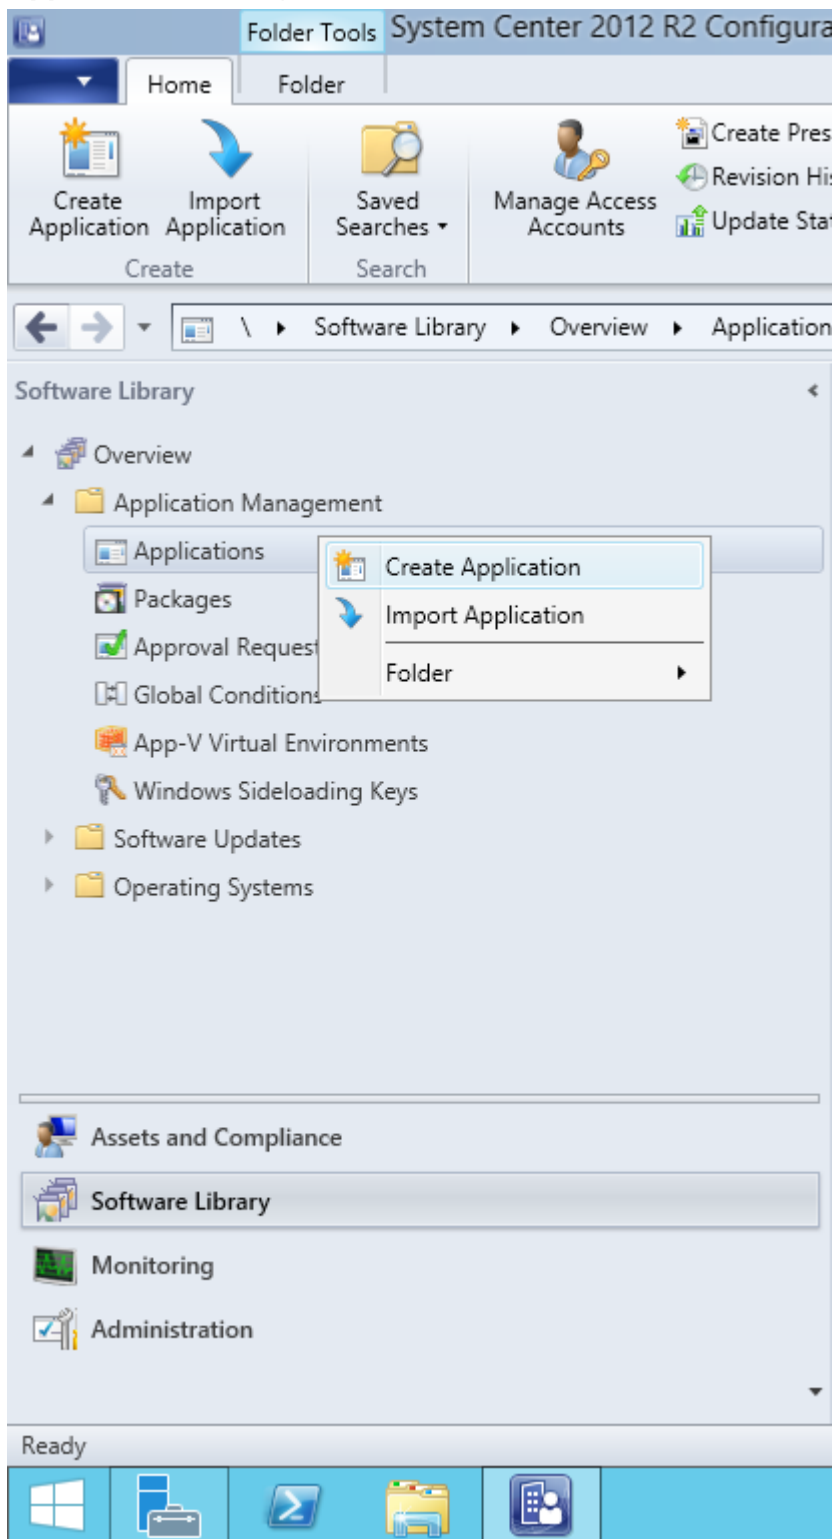 Folder Tools System Center 2012 R2 Configura
Home Folder
Create Application
Import Application
Saved Searches
Manage Access Accounts
Create Pres
Revision His
Update Stat
Create
Search
\ Software Library Overview Application
Software Library
Overview
Application Management
Applications
Create Application
Packages
Import Application
Approval Request
Folder
Global Conditions
App-V Virtual Environments
Windows Sideloading Keys
Software Updates
Operating Systems
Assets and Compliance
Software Library
Monitoring
Administration
Ready